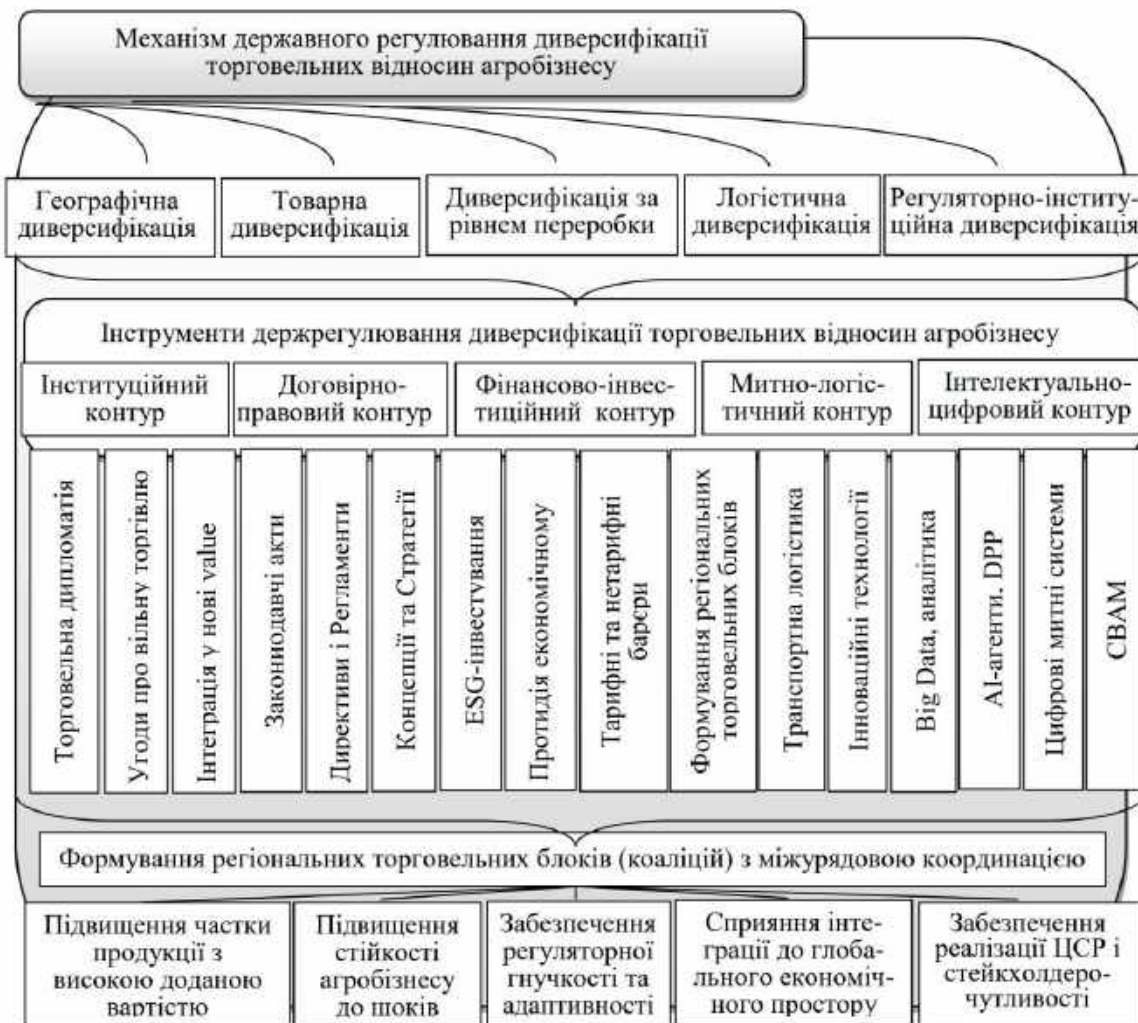 Механізм державного регулювання диверсифікації
торговельних відносин агробізнесу
Географічна
диверсифікація
Товарна
диверсифікація
Диверсифікація за
рівнем переробки
Логістична
диверсифікація
Регуляторно-інститу-
ційна диверсифікація
Інструменти держрегулювання диверсифікації торговельних відносин агробізнесу
Інституційний
контур
Договірно-
правовий контур
Фінансово-інвес-
тиційний контур
Митно-логіс-
тичний контур
Інтелектуально-
цифровий контур
Торговельна дипломатія
Угоди про вільну торгівлю
Інтеграція у нові value
Законодавчі акти
Директиви і Регламенти
Концепції та Стратегії
ESG-інвестування
Протидія економічному
Тарифні та нетарифні
барєри
Формування регіональних
торговельних блоків
Транспортна логістика
Інноваційні технології
Big Data, аналітика
AI-агенти. DPP
Цифрові митні системи
CBAM
Формування регіональних торговельних блоків (коаліцій) з міжурядовою координацією
Підвищення частки
продукції з
високою доданою
вартістю
Підвищення
стійкості
агробізнесу
до шоків
Забезпечення
регуляторної
гнучкості та
адаптивності
Сприяння інте-
грації до глоба-
льного економіч-
ного простору
Забезпечення
реалізації ЦСР і
стейкхолдеро-
чутливості